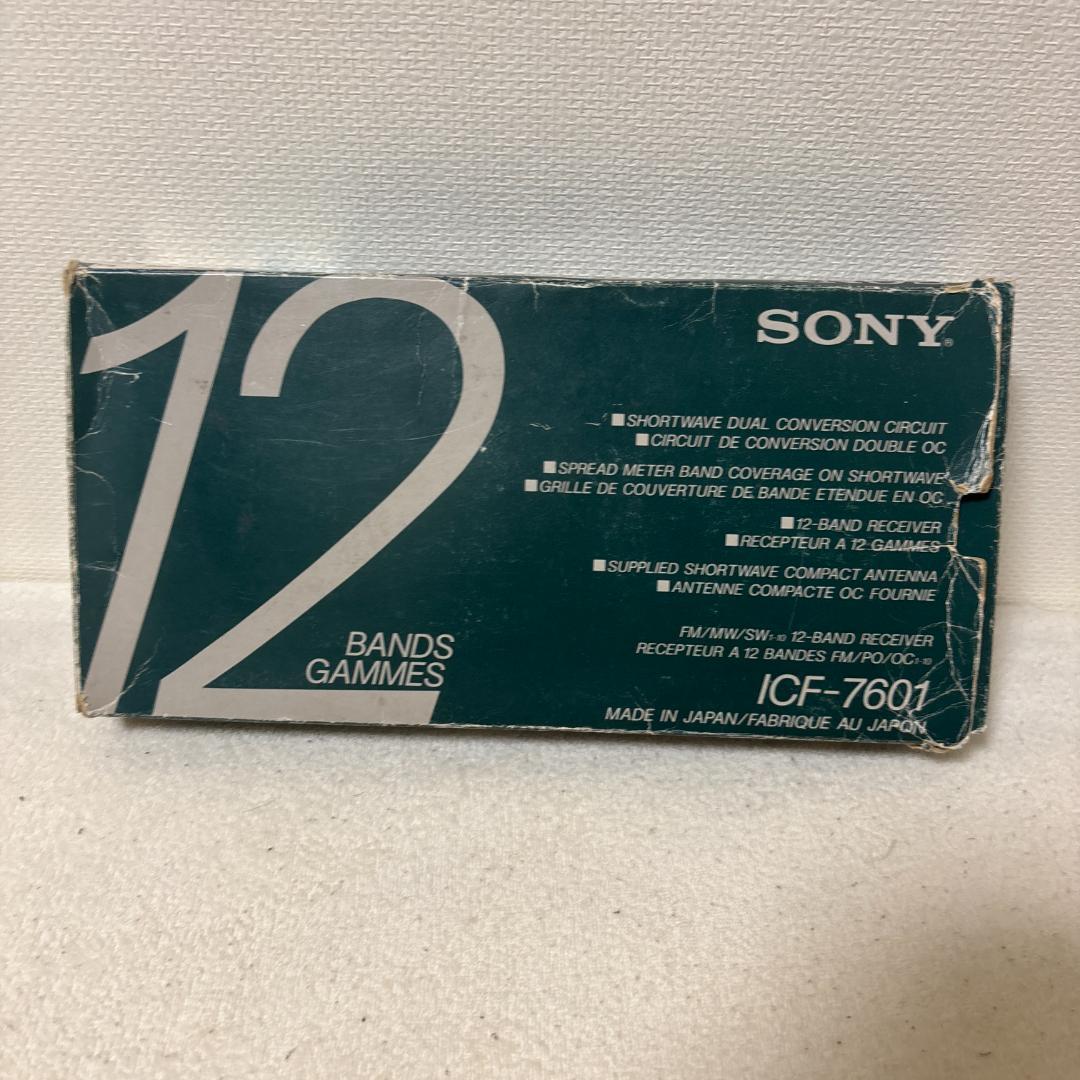 12
BANDS
GAMMES
SONY®
■SHORTWAVE DUAL CONVERSION CIRCUIT
■CIRCUIT DE CONVERSION DOUBLE OC
■SPREAD METER BAND COVERAGE ON SHORTWAVE
■GRILLE DE COUVERTURE DE BANDE ETENDUE EN OC
■12-BAND RECEIVER
■RECEPTEUR A 12 GAMMES
■SUPPLIED SHORTWAVE COMPACT ANTENNA
■ANTENNE COMPACTE OC FOURNIE
FM/MW/SW1-10 12-BAND RECEIVER
RECEPTEUR A 12 BANDES FM/PO/OC1-10
ICF-7601
MADE IN JAPAN/FABRIQUE AU JAPON